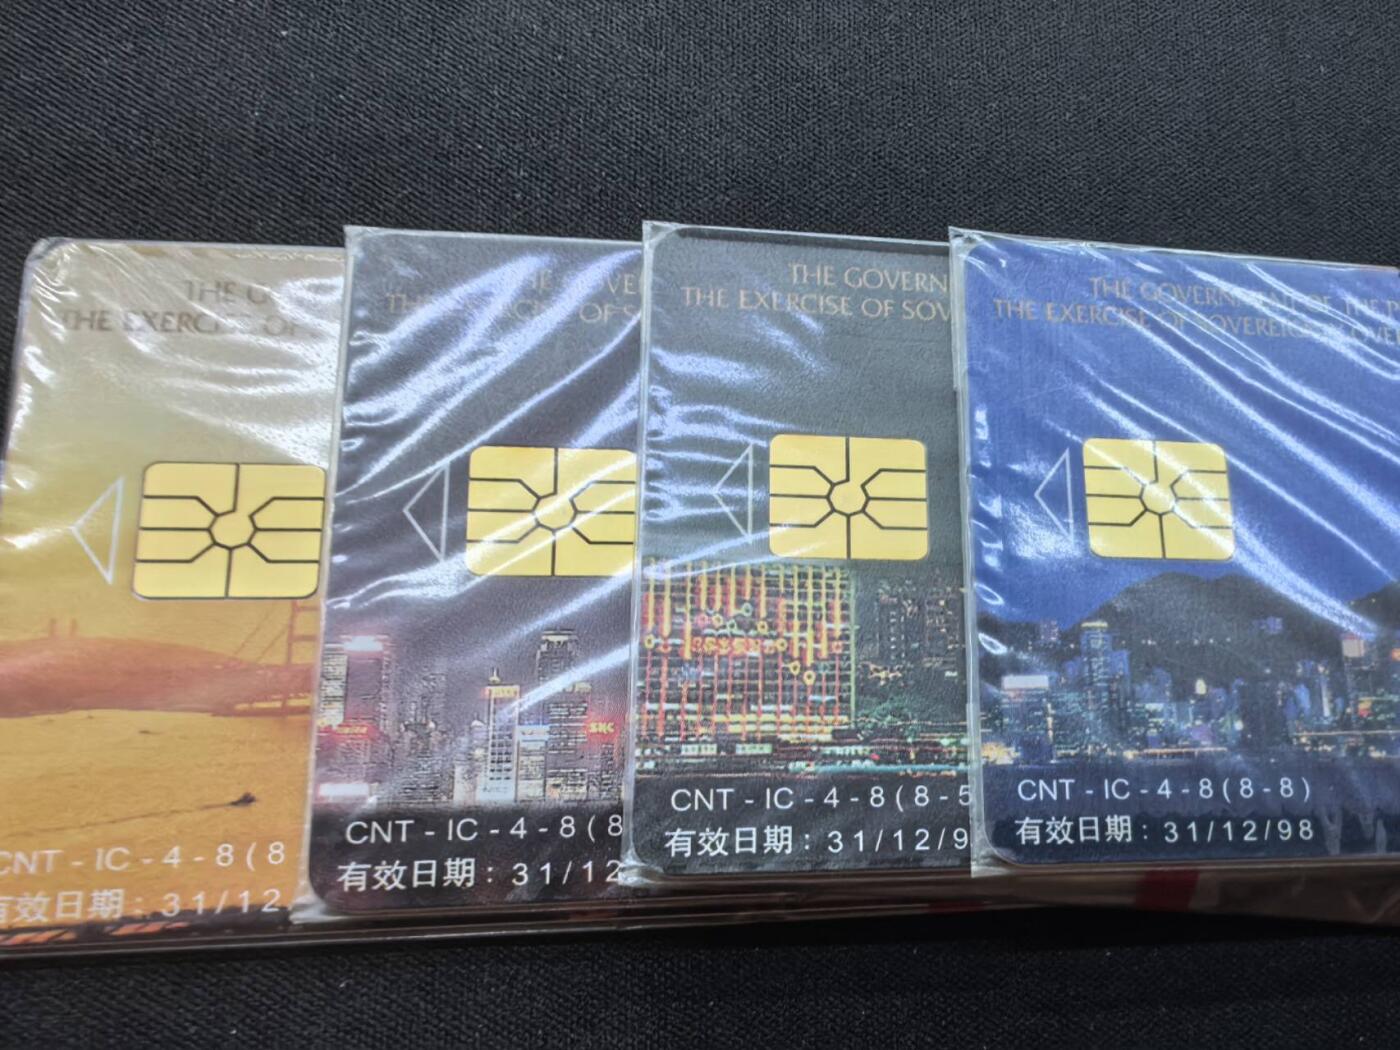 THE
THE EXERCISE OF
CNT - IC - 4 - 8 ( 8
有效日期 : 31/12
OF
CNT - IC - 4 - 8 ( 8
有效日期 : 31/12
THE GOVERN
THE EXERCISE OF SOV
CNT - IC - 4 - 8 ( 8 - 5
有效日期 : 31/12/9
THE GOVERNMENT OF THE
THE EXERCISE OF SOVEREIGNTY OVE
CNT - IC - 4 - 8 ( 8 - 8 )
有效日期 : 31/12/98